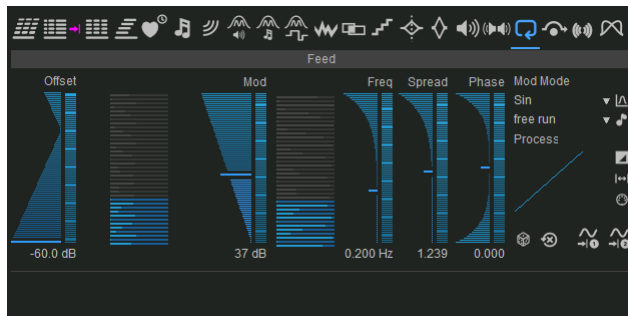 Feed
Offset Mod Freq Spread Phase Mod Mode
Sin
free run
Process
-60.0 dB 37 dB 0.200 Hz 1.239 0.000